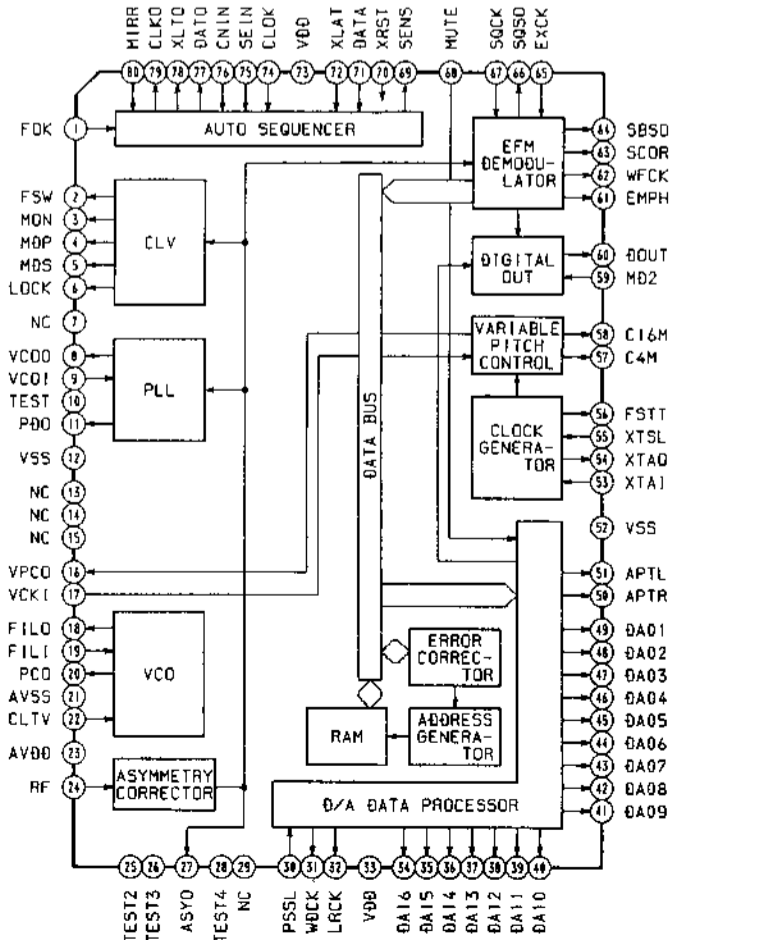 MIRR
CLKO
XLTO
DATO
CNIN
SEIN
CLOK
VDD
XLAT
DATA
XRST
SENS
MUTE
SQCK
SQSO
EXCK
80
79
78
77
76
75
74
73
72
71
70
69
68
67
66
65
FOK
1
AUTO SEQUENCER
EFM
DEMODU-
LATOR
64
SBSO
63
SCOR
62
WFCK
61
EMPH
FSW
2
MON
3
MDP
4
MDS
5
LOCK
6
CLV
DIGITAL
OUT
60
DOUT
59
MD2
NC
7
VCOO
8
VCOI
9
TEST
10
PDO
11
PLL
VARIABLE
PITCH
CONTROL
58
C16M
57
C4M
DATA BUS
CLOCK
GENERA-
TOR
56
FSTT
55
XTSL
54
XTAO
53
XTAI
VSS
12
NC
13
NC
14
NC
15
52
VSS
VPCO
16
VCKI
17
51
APTL
50
APTR
FILO
18
FILI
19
PCO
20
AVSS
21
CLTV
22
VCO
ERROR
CORREC-
TOR
RAM
ADDRESS
GENERA-
TOR
49
DA01
48
DA02
47
DA03
46
DA04
45
DA05
44
DA06
43
DA07
42
DA08
41
DA09
AVDD
23
RF
24
ASYMMETRY
CORRECTOR
D/A DATA PROCESSOR
25
26
27
28
29
30
31
32
33
34
35
36
37
38
39
40
TEST2
TEST3
ASYO
TEST4
NC
PSSL
WDCK
LRCK
VDD
DA16
DA15
DA14
DA13
DA12
DA11
DA10